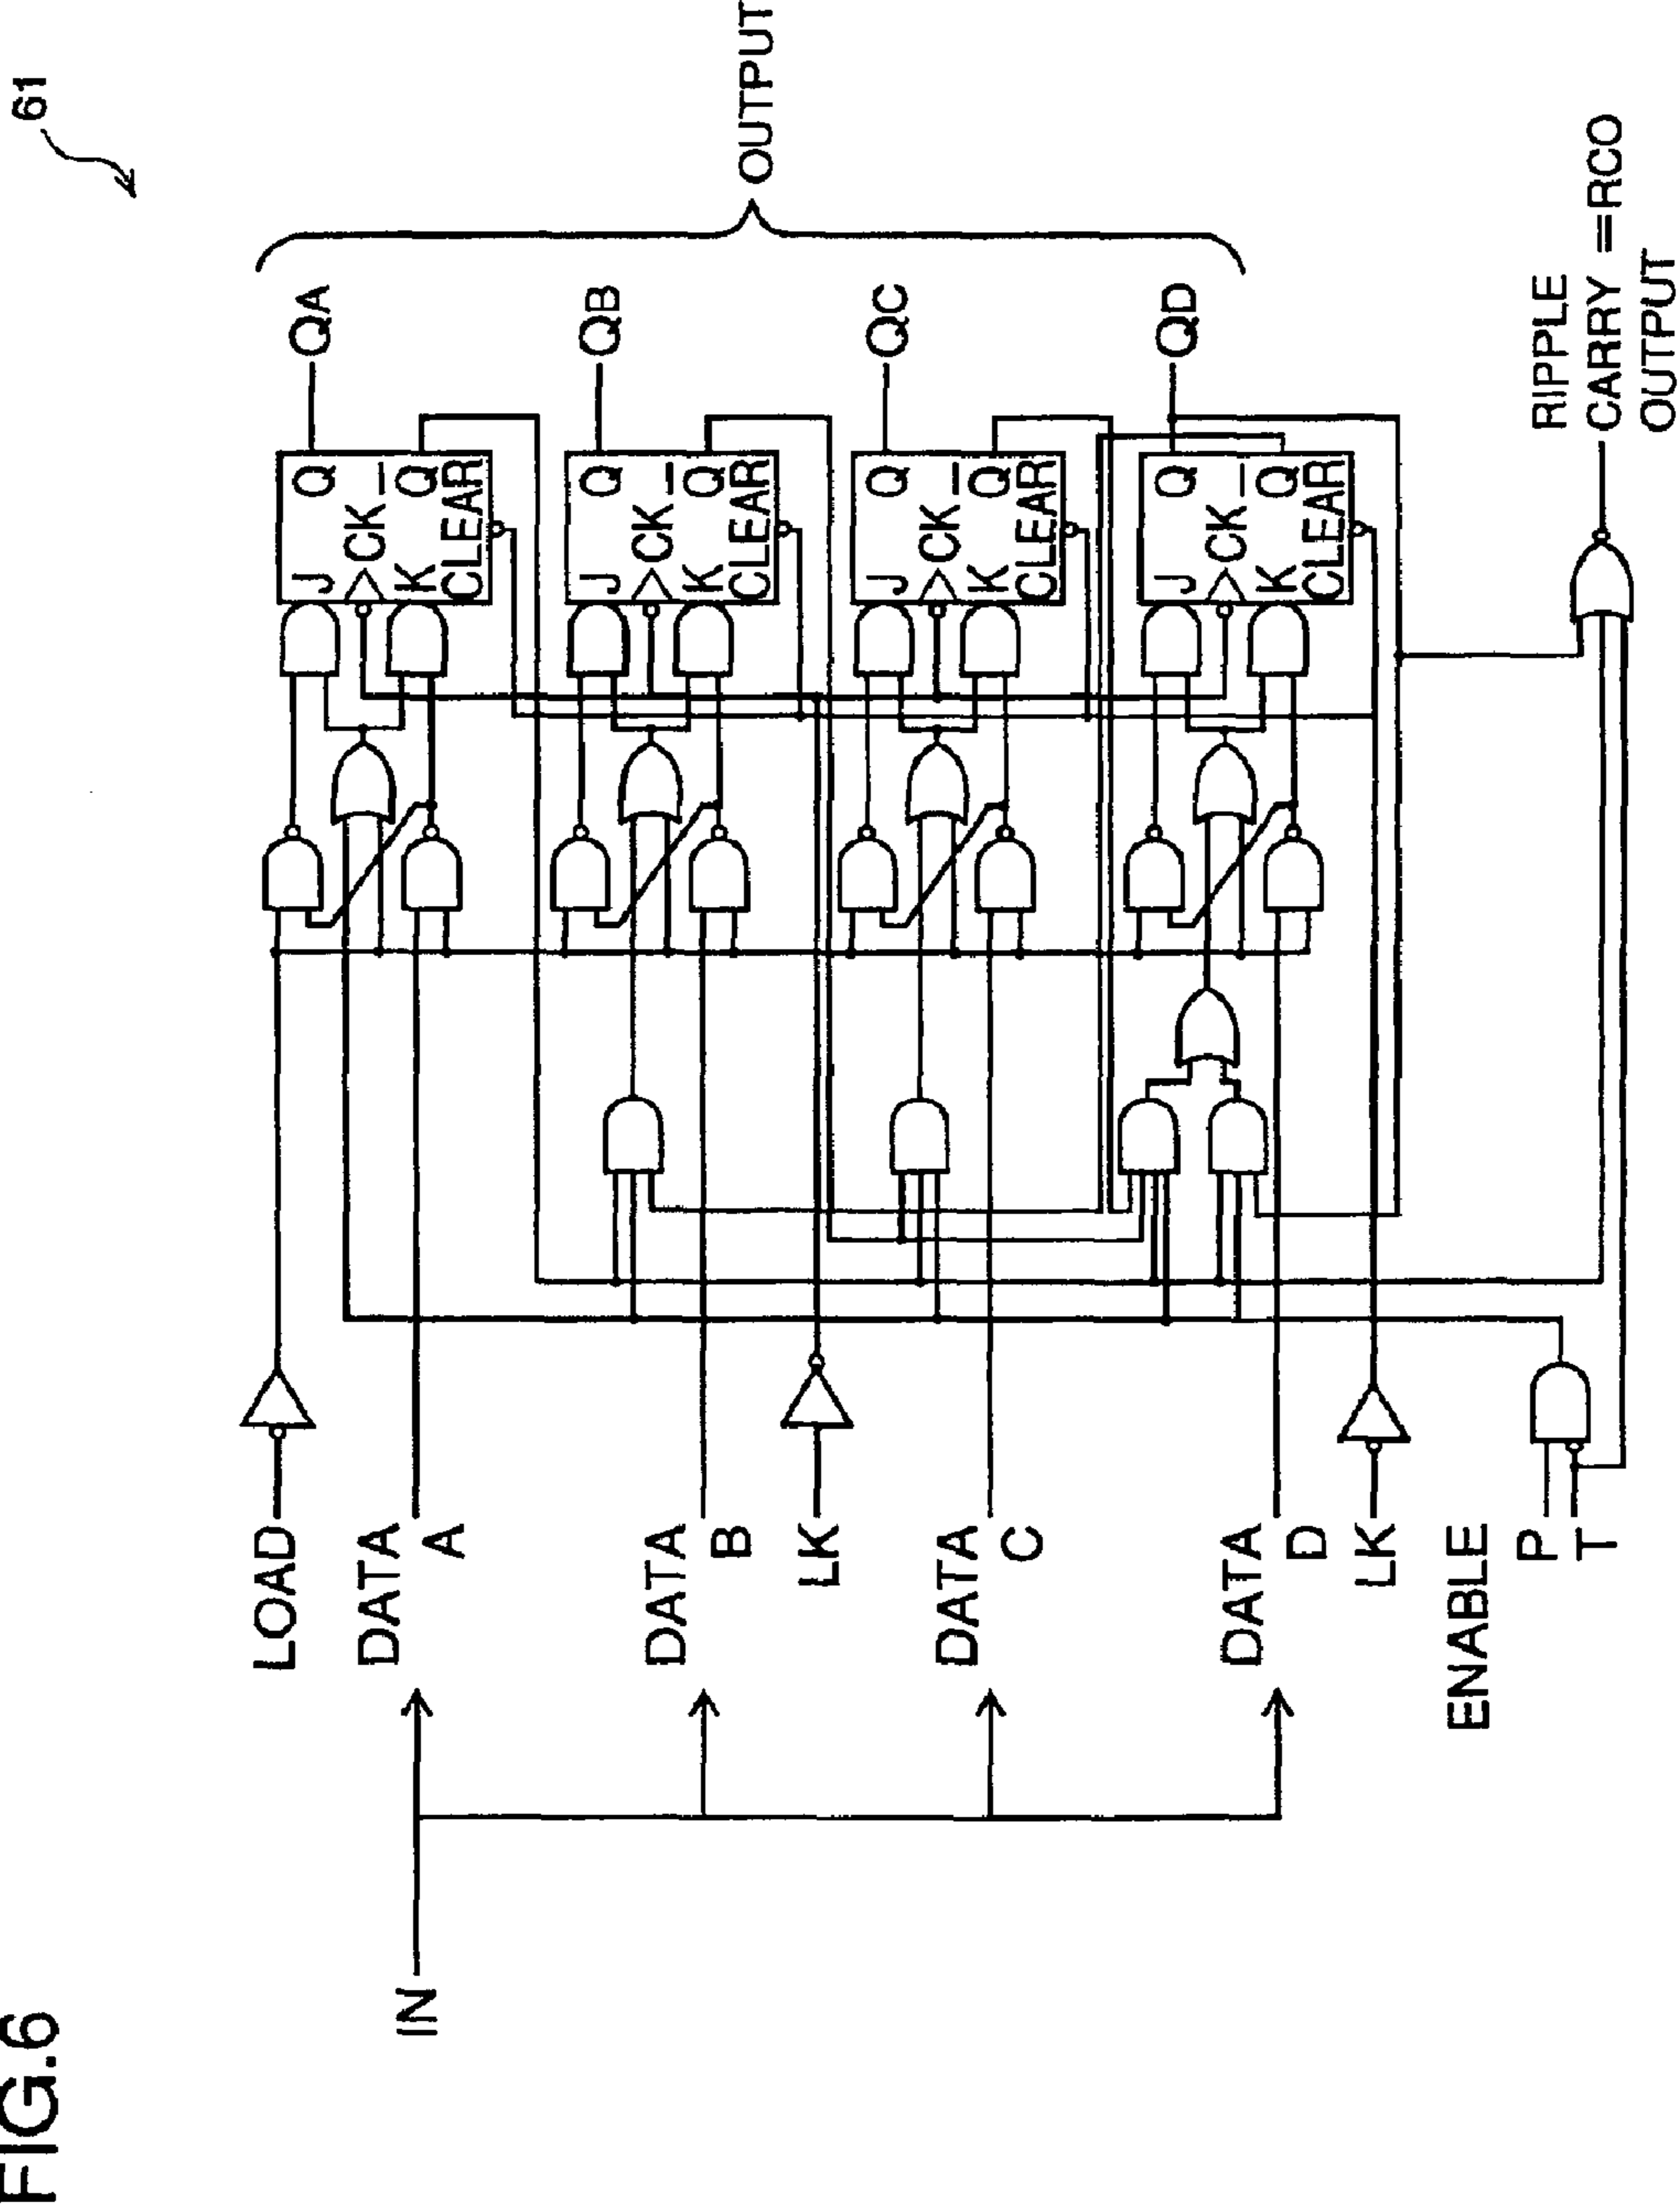 FIG.6
61
IN
LOAD
DATA
A
DATA
B
LK
DATA
C
DATA
D
LK
ENABLE
P
T
J
Q
CK
K
Q
CLEAR
QA
J
Q
CK
K
Q
CLEAR
QB
J
Q
CK
K
Q
CLEAR
QC
J
Q
CK
K
Q
CLEAR
QD
OUTPUT
RIPPLE
CARRY =RCO
OUTPUT